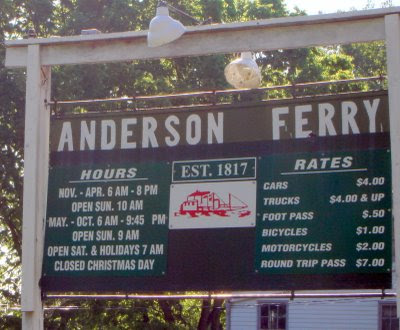 ANDERSON FERRY
HOURS
NOV. - APR. 6 AM - 8 PM
OPEN SUN. 10 AM
MAY. - OCT. 6 AM - 9:45 PM
OPEN SUN. 9 AM
OPEN SAT. & HOLIDAYS 7 AM
CLOSED CHRISTMAS DAY
EST. 1817
RATES
CARS $4.00
TRUCKS $4.00 & UP
FOOT PASS $.50
BICYCLES $1.00
MOTORCYCLES $2.00
ROUND TRIP PASS $7.00